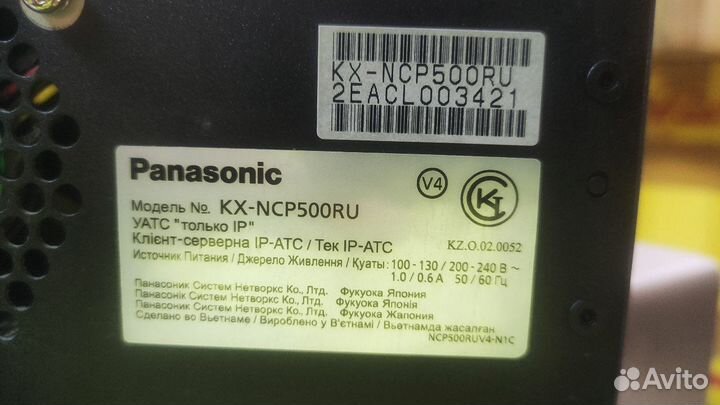 KX-NCP500RU
2EACL003421
Panasonic
V4
Модель №. KX-NCP500RU
УАТС "только IP"
KZ.O.02.0052
Клієнт-серверна IP-АТС / Тек IP-АТС
Источник Питания / Джерело Живлення / Қуаты: 100-130 / 200-240 В ~
1.0 / 0.6 А 50 / 60 Гц
Панасоник Систем Нетворкс Ко., Лтд. Фукуока Япония
Панасонік Систем Нетворкс Ко., Лтд. Фукуока Японія
Панасоник Систем Нетворкс Ко., Лтд. Фукуока Жапония
Сделано во Вьетнаме / Вироблено у В'єтнамі / Вьетнамда жасалған
NCP500RUV4-N1C
Avito